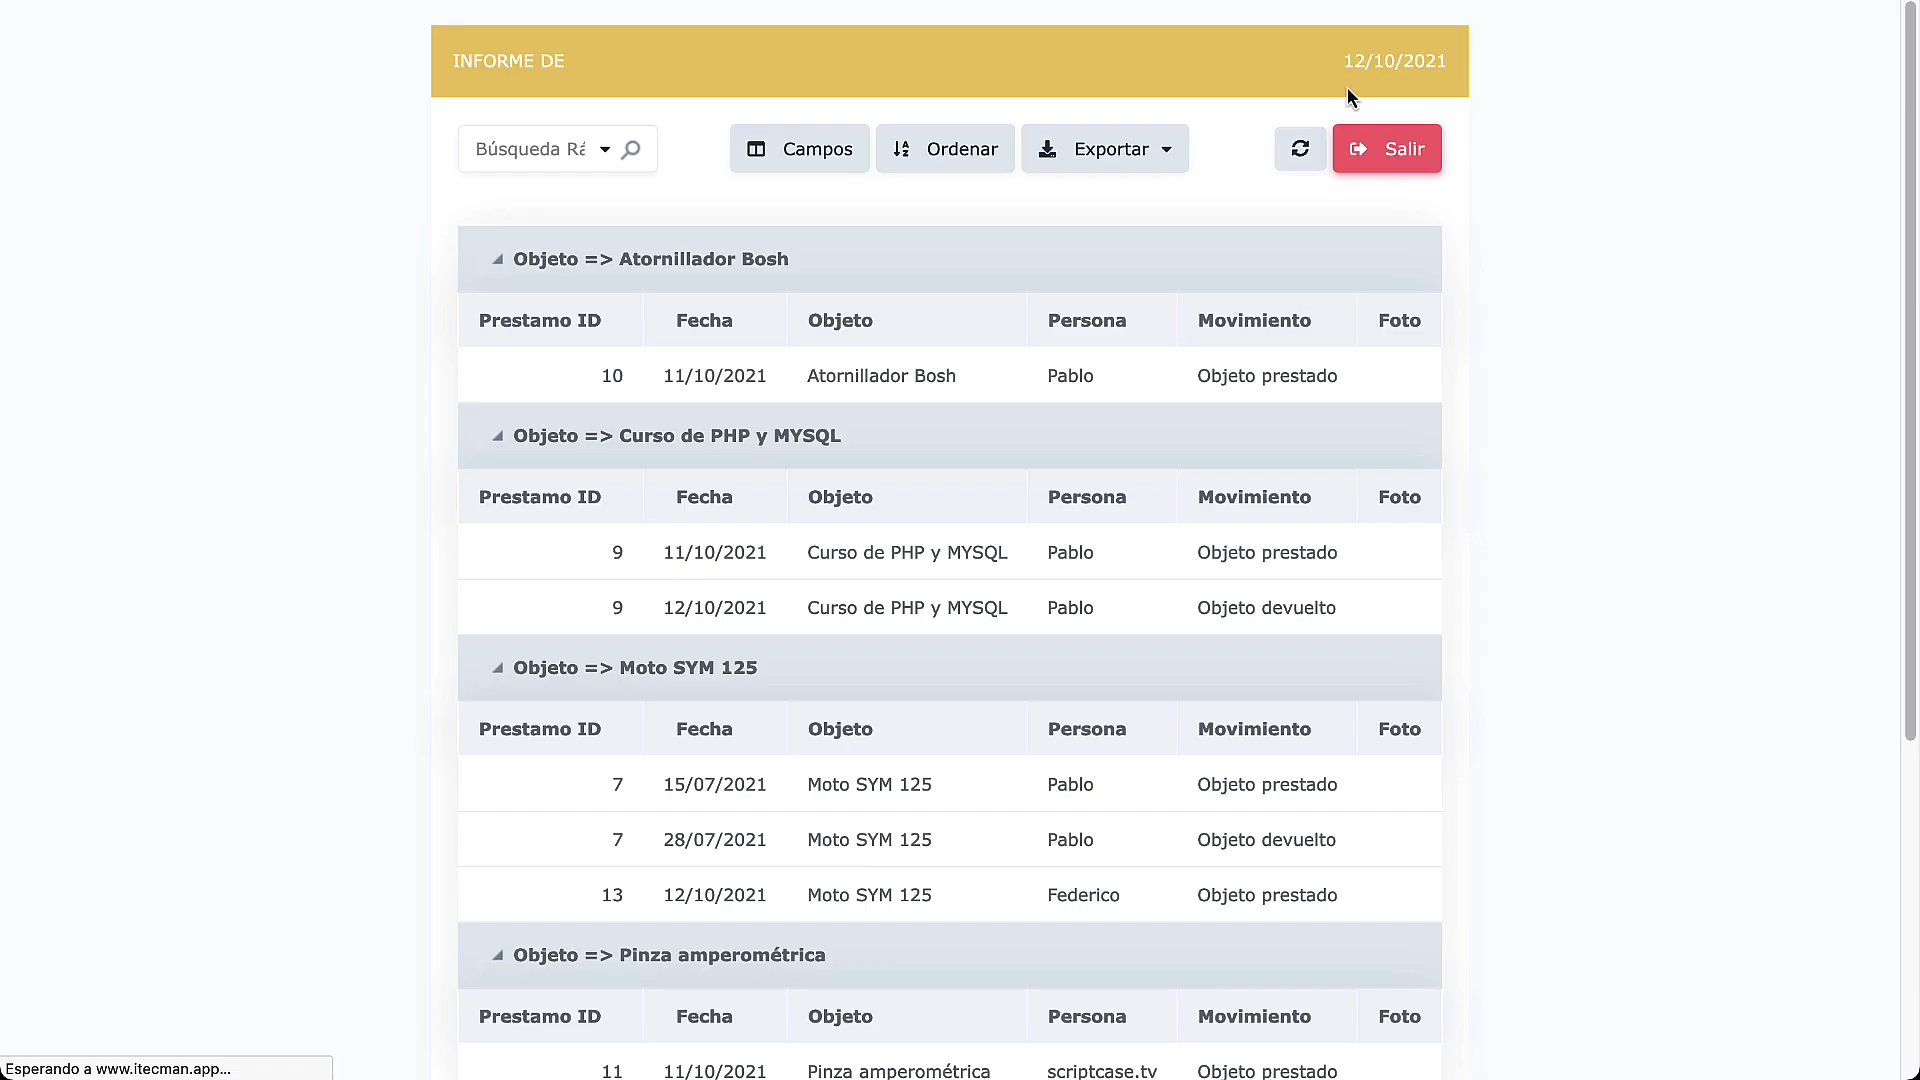 INFORME DE 12/10/2021
Búsqueda Rá Campos Ordenar Exportar Salir
Objeto => Atornillador Bosh
Prestamo ID Fecha Objeto Persona Movimiento Foto
10 11/10/2021 Atornillador Bosh Pablo Objeto prestado
Objeto => Curso de PHP y MYSQL
Prestamo ID Fecha Objeto Persona Movimiento Foto
9 11/10/2021 Curso de PHP y MYSQL Pablo Objeto prestado
9 12/10/2021 Curso de PHP y MYSQL Pablo Objeto devuelto
Objeto => Moto SYM 125
Prestamo ID Fecha Objeto Persona Movimiento Foto
7 15/07/2021 Moto SYM 125 Pablo Objeto prestado
7 28/07/2021 Moto SYM 125 Pablo Objeto devuelto
13 12/10/2021 Moto SYM 125 Federico Objeto prestado
Objeto => Pinza amperométrica
Prestamo ID Fecha Objeto Persona Movimiento Foto
11 11/10/2021 Pinza amperométrica scriptcase.tv Objeto prestado
Esperando a www.itecman.app...